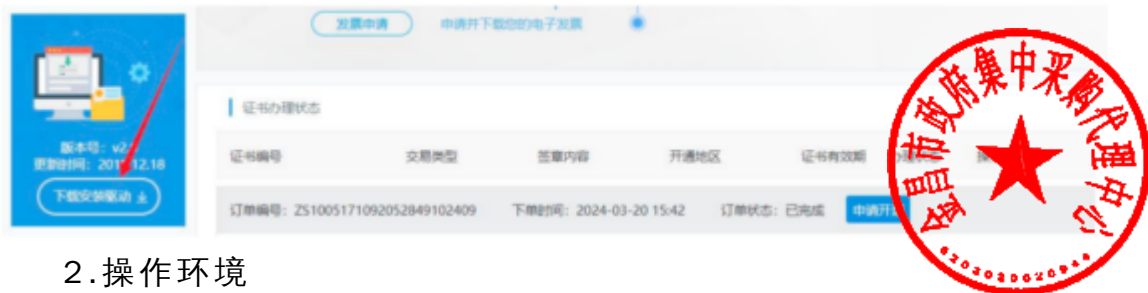 发票申请 申请并下载您的电子发票
证书办理状态
版本号：v2.
更新时间：201 12.18
下载安装驱动
证书编号 交易类型 签章内容 开通地区 证书有效期
订单编号：ZS1005171092052849102409 下单时间：2024-03-20 15:42 订单状态：已完成 申请开
金昌市政府集中采购代理中心
2.操作环境